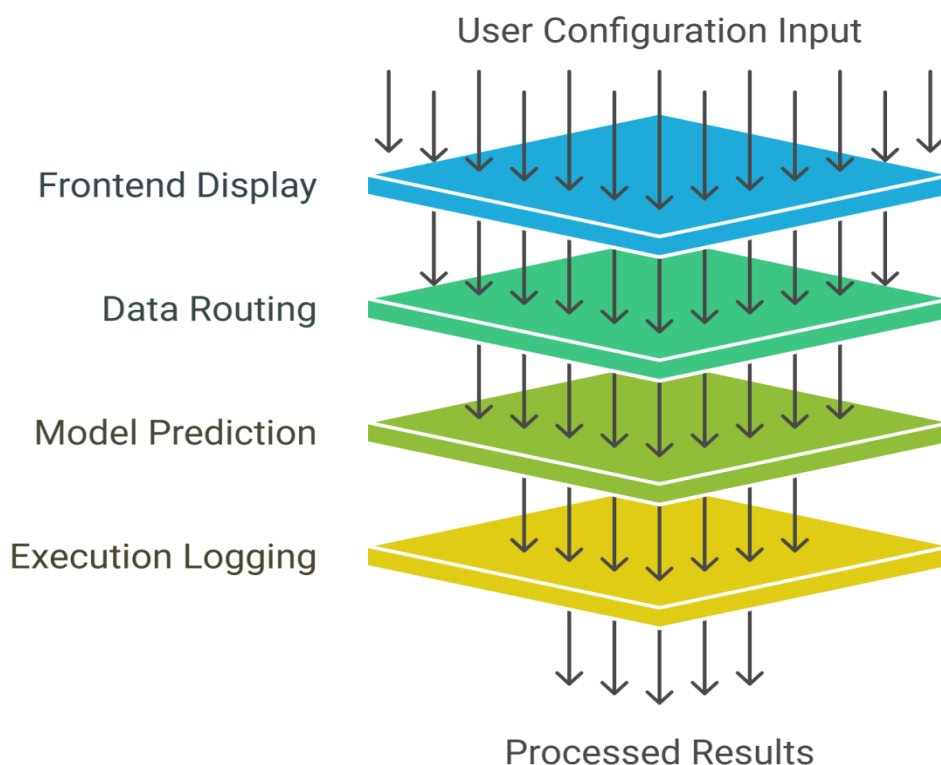 User Configuration Input
Frontend Display
Data Routing
Model Prediction
Execution Logging
Processed Results